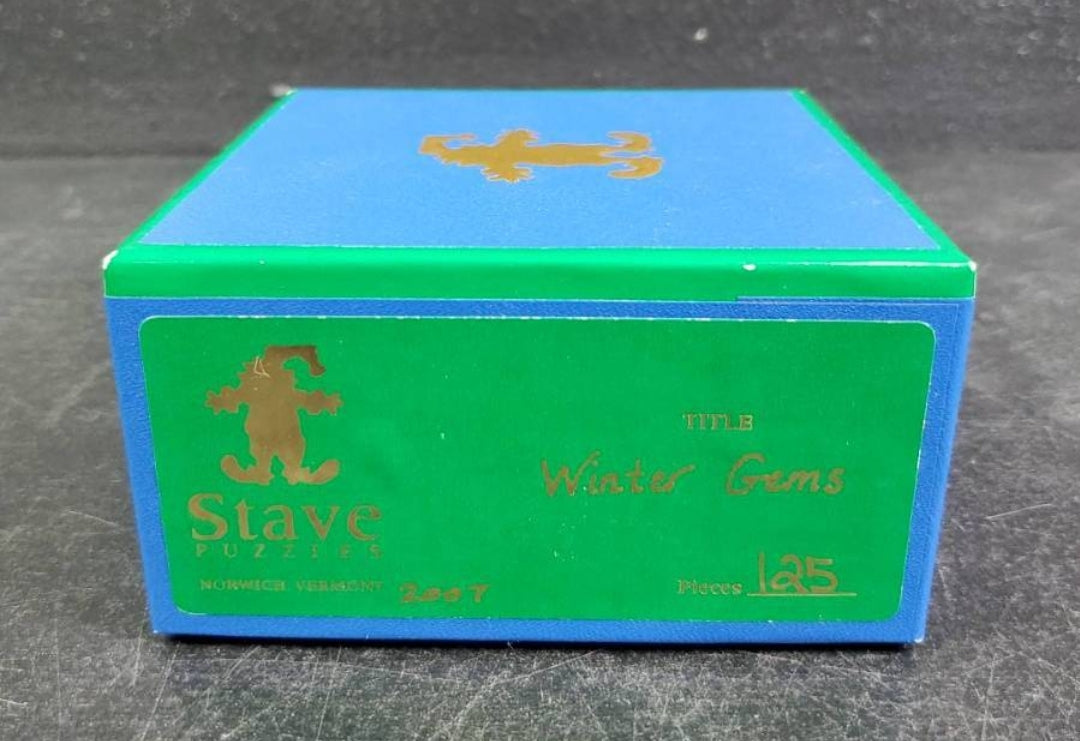 Stave
PUZZLES
NORWICH VERMONT 2007
TITLE
Winter Gems
Pieces 125